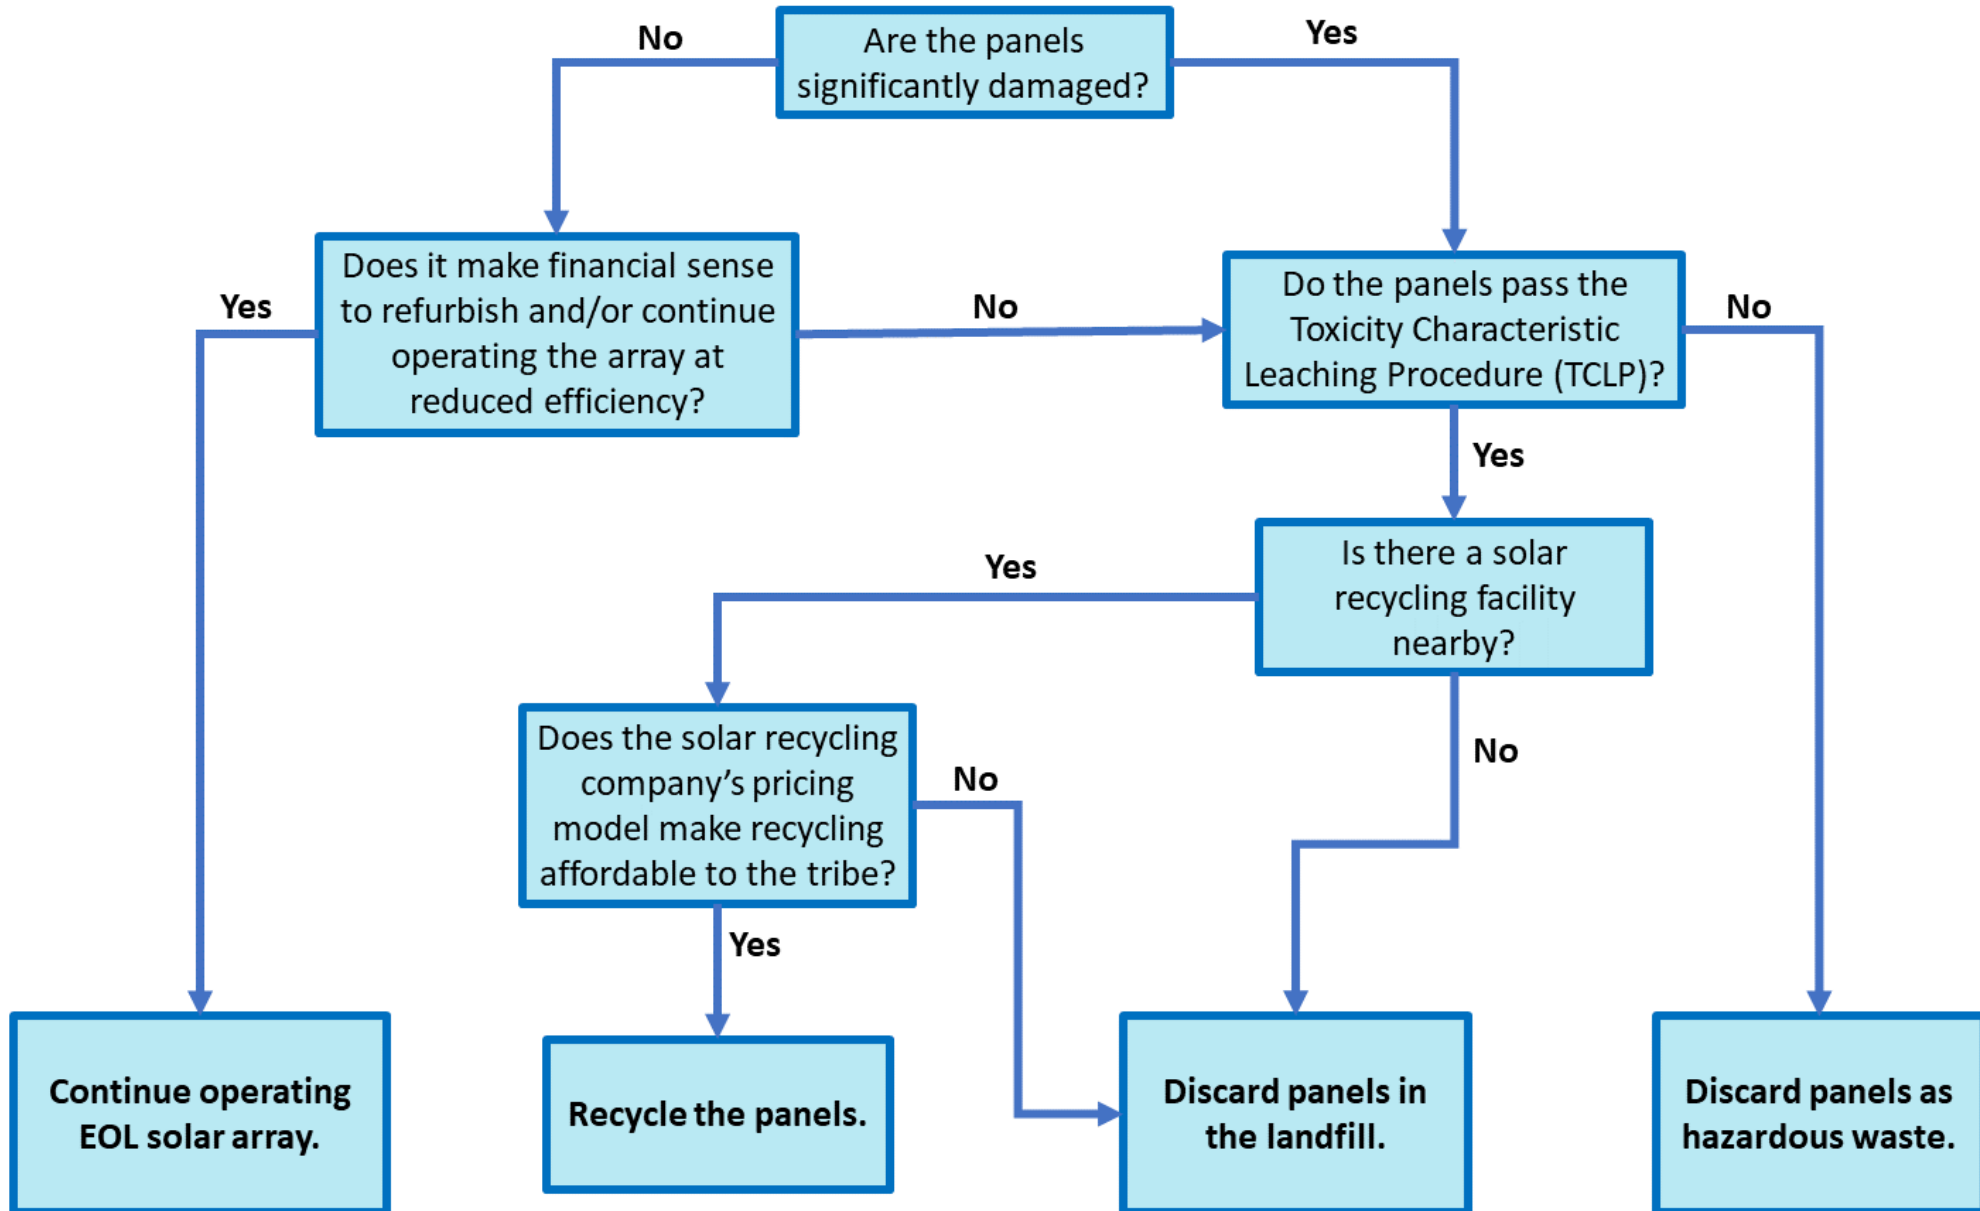 No
Are the panels
significantly damaged?
Yes
Does it make financial sense
to refurbish and/or continue
operating the array at
reduced efficiency?
Yes
No
Do the panels pass the
Toxicity Characteristic
Leaching Procedure (TCLP)?
No
Yes
Is there a solar
recycling facility
nearby?
Yes
No
Does the solar recycling
company’s pricing
model make recycling
affordable to the tribe?
No
Yes
Continue operating
EOL solar array.
Recycle the panels.
Discard panels in
the landfill.
Discard panels as
hazardous waste.